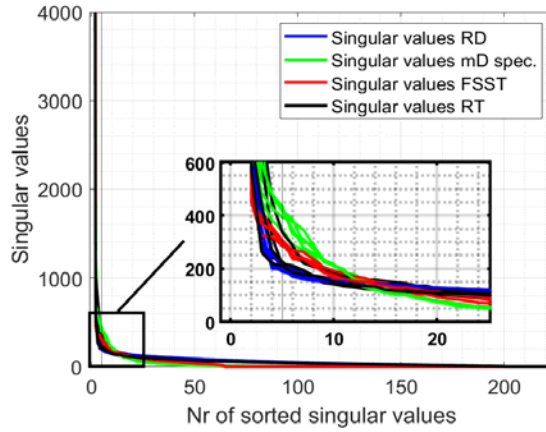 4000
3000
2000
1000
0
Singular values
Singular values RD
Singular values mD spec.
Singular values FSST
Singular values RT
600
400
200
0
0 10 20
0 50 100 150 200
Nr of sorted singular values